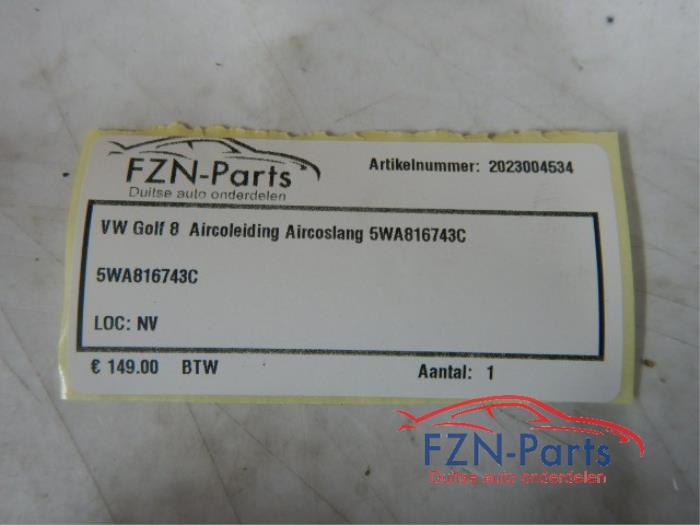 FZN-Parts
Duitse auto onderdelen
Artikelnummer: 2023004534
VW Golf 8 Aircoleiding Aircoslang 5WA816743C
5WA816743C
LOC: NV
€ 149.00 BTW
Aantal: 1
FZN-Parts
Duitse auto onderdelen